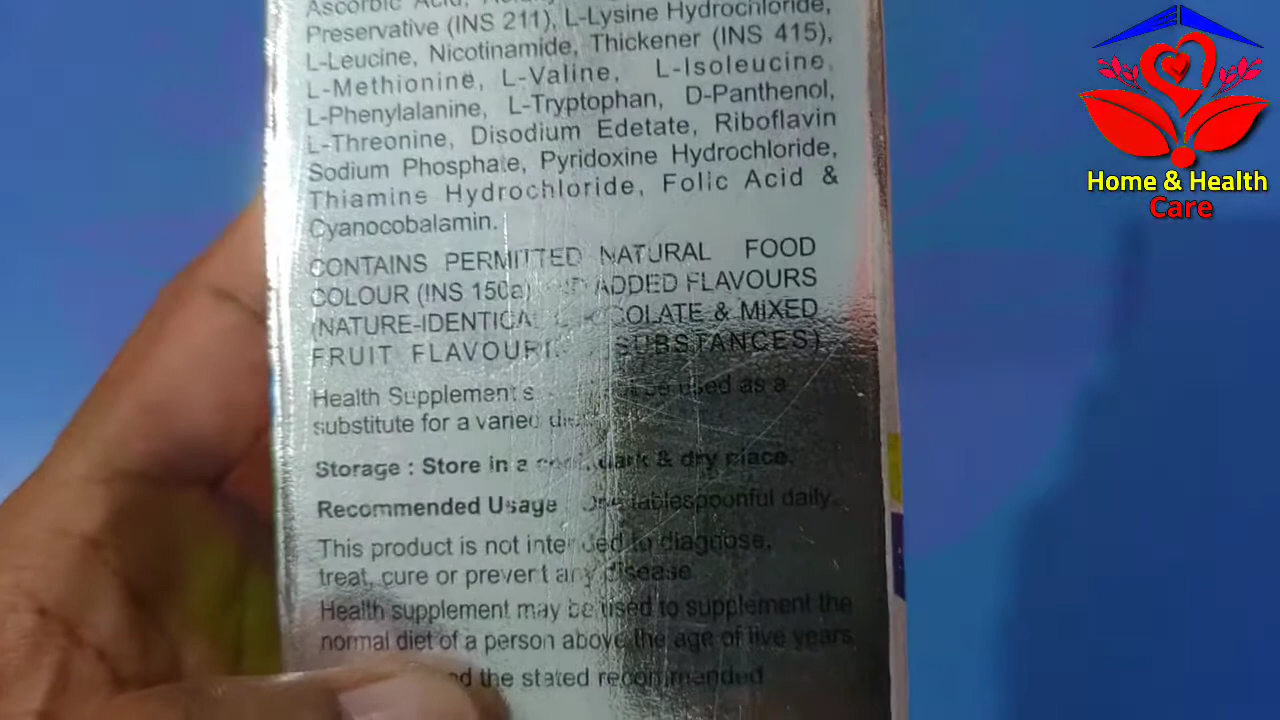 Ascorbic Acid,
Preservative (INS 211), L-Lysine Hydrochloride,
L-Leucine, Nicotinamide, Thickener (INS 415),
L-Methionine, L-Valine, L-Isoleucine,
L-Phenylalanine, L-Tryptophan, D-Panthenol,
L-Threonine, Disodium Edetate, Riboflavin
Sodium Phosphate, Pyridoxine Hydrochloride,
Thiamine Hydrochloride, Folic Acid &
Cyanocobalamin.
CONTAINS PERMITTED NATURAL FOOD
COLOUR (INS 150a) ADDED FLAVOURS
(NATURE-IDENTICAL CHOCOLATE & MIXED
FRUIT FLAVOURING SUBSTANCES)
Health Supplements be used as a
substitute for a varied diet
Storage : Store in a cool, dark & dry place.
Recommended Usage One tablespoonful daily.
This product is not intended to diagnose,
treat, cure or prevent any disease
Health supplement may be used to supplement the
normal diet of a person above the age of five years
the stated recommended
Home & Health
Care